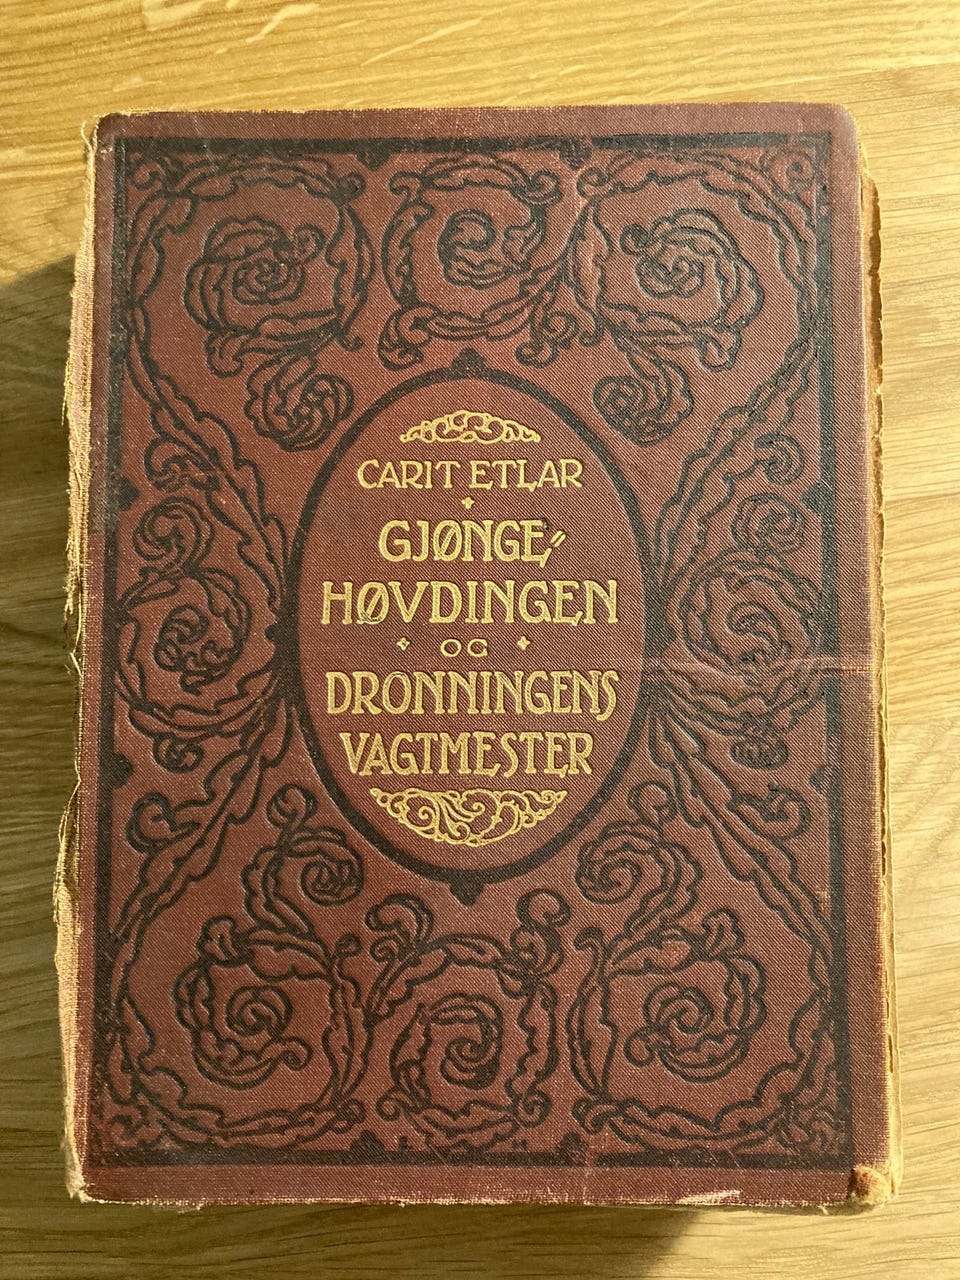 CARIT ETLAR
GJØNGE-
HØVDINGEN
OG
DRONNINGENS
VAGTMESTER